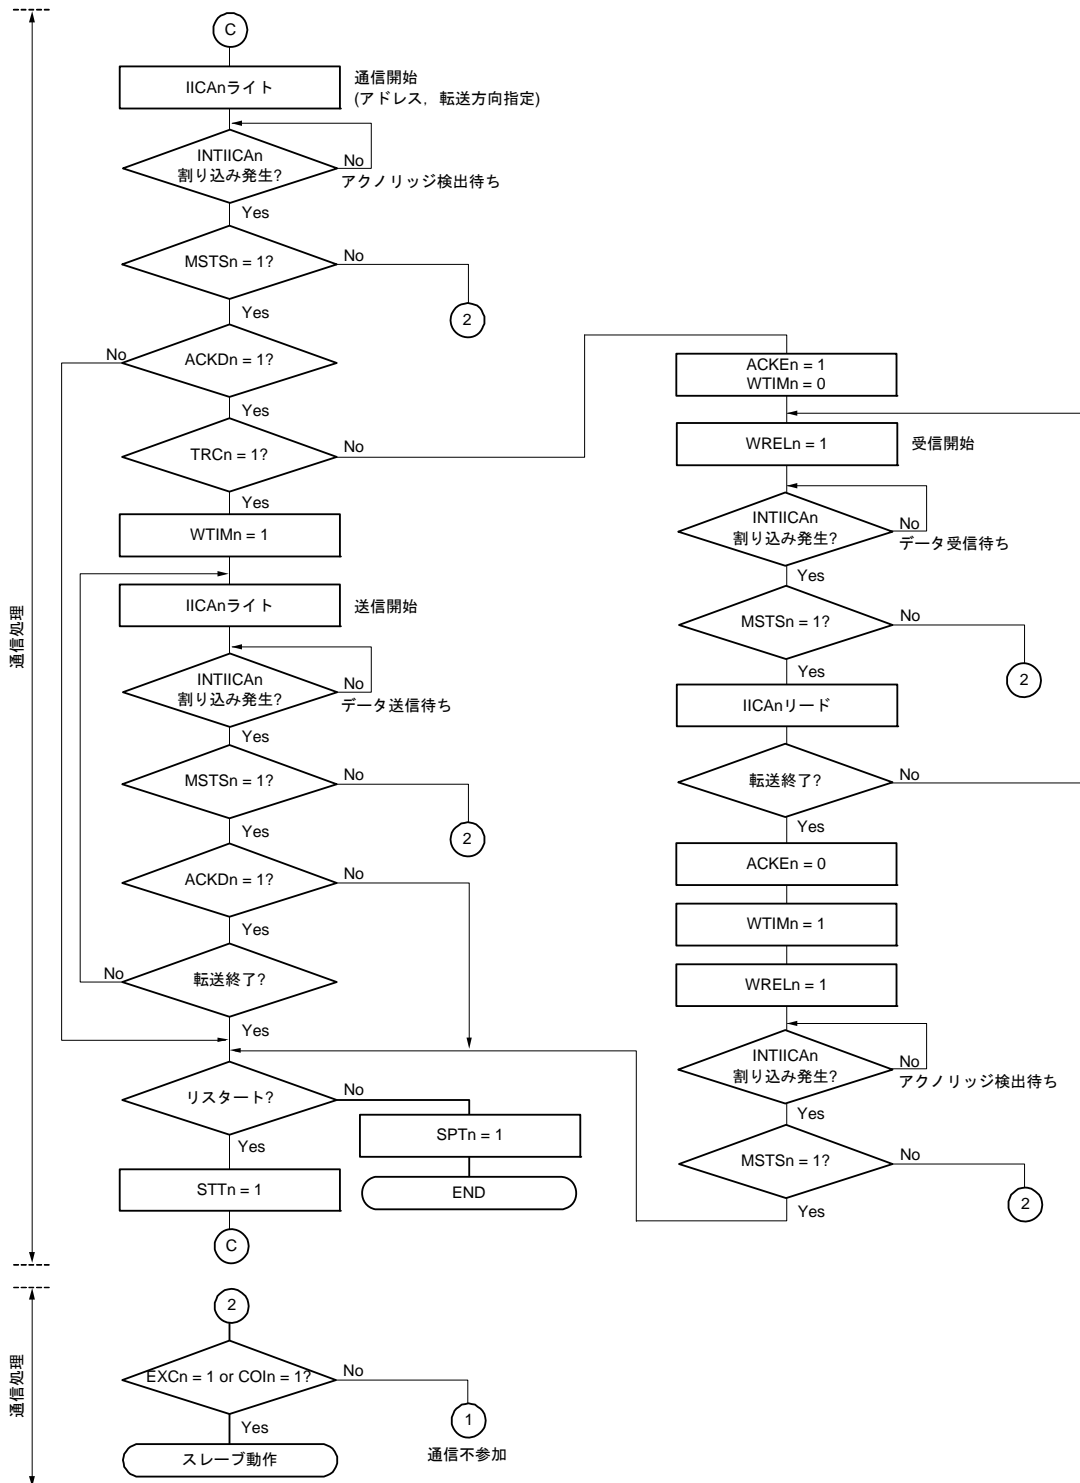 C
IICAnライト
通信開始
(アドレス，転送方向指定)
INTIICAn
割り込み発生?
No
アクノリッジ検出待ち
Yes
MSTSn = 1?
No
2
Yes
ACKDn = 1?
No
Yes
TRCn = 1?
No
Yes
WTIMn = 1
IICAnライト
送信開始
INTIICAn
割り込み発生?
No
データ送信待ち
Yes
MSTSn = 1?
No
2
Yes
ACKDn = 1?
No
Yes
転送終了?
No
Yes
リスタート?
No
Yes
SPTn = 1
END
STTn = 1
C
ACKEn = 1
WTIMn = 0
WRELn = 1
受信開始
INTIICAn
割り込み発生?
No
データ受信待ち
Yes
MSTSn = 1?
No
2
Yes
IICAnリード
転送終了?
No
Yes
ACKEn = 0
WTIMn = 1
WRELn = 1
INTIICAn
割り込み発生?
No
アクノリッジ検出待ち
Yes
MSTSn = 1?
No
2
Yes
通信処理
2
EXCn = 1 or COIn = 1?
No
1
通信不参加
Yes
スレーブ動作
通信処理